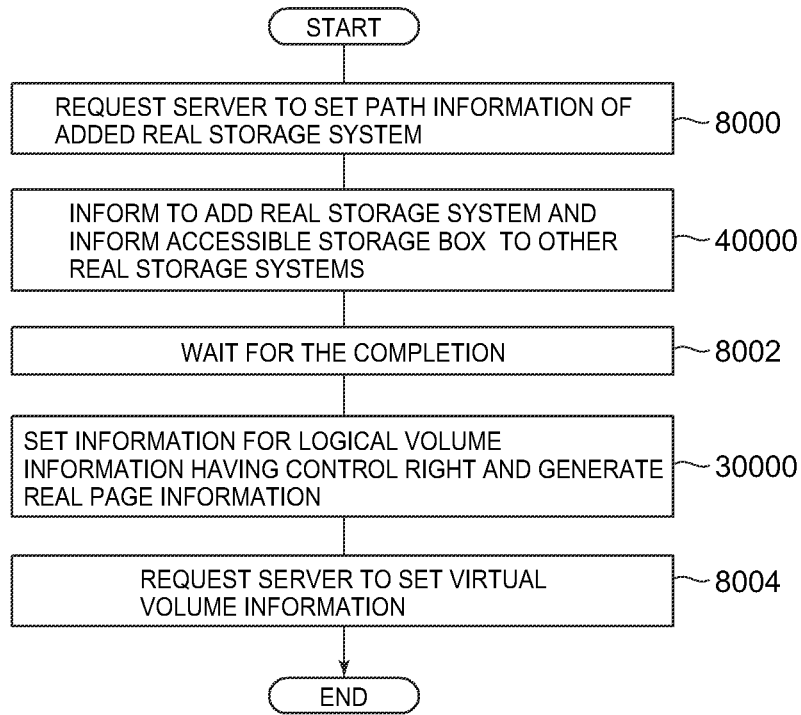 START
REQUEST SERVER TO SET PATH INFORMATION OF
ADDED REAL STORAGE SYSTEM
8000
INFORM TO ADD REAL STORAGE SYSTEM AND
INFORM ACCESSIBLE STORAGE BOX TO OTHER
REAL STORAGE SYSTEMS
40000
WAIT FOR THE COMPLETION
8002
SET INFORMATION FOR LOGICAL VOLUME
INFORMATION HAVING CONTROL RIGHT AND GENERATE
REAL PAGE INFORMATION
30000
REQUEST SERVER TO SET VIRTUAL
VOLUME INFORMATION
8004
END